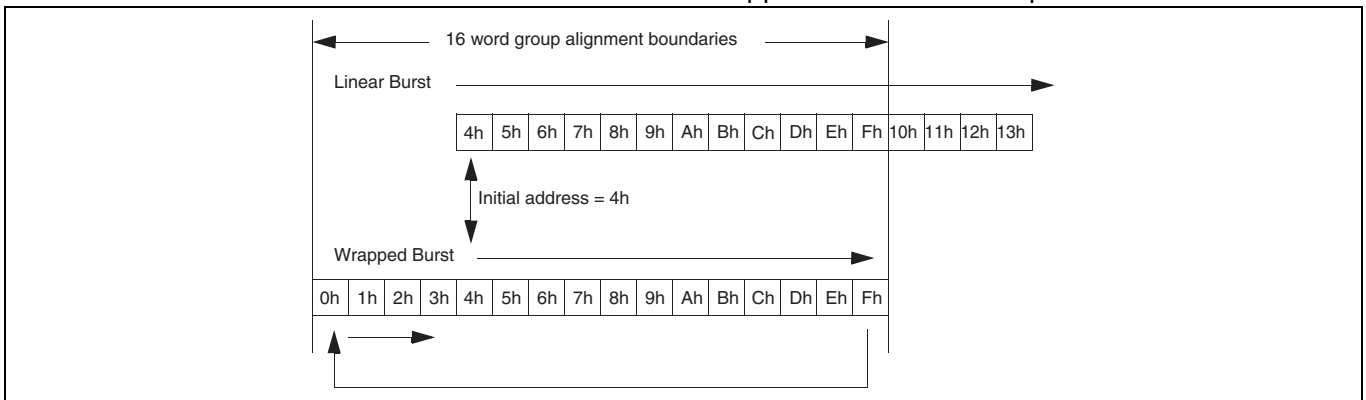 16 word group alignment boundaries
Linear Burst
4h 5h 6h 7h 8h 9h Ah Bh Ch Dh Eh Fh 10h 11h 12h 13h
Initial address = 4h
Wrapped Burst
0h 1h 2h 3h 4h 5h 6h 7h 8h 9h Ah Bh Ch Dh Eh Fh